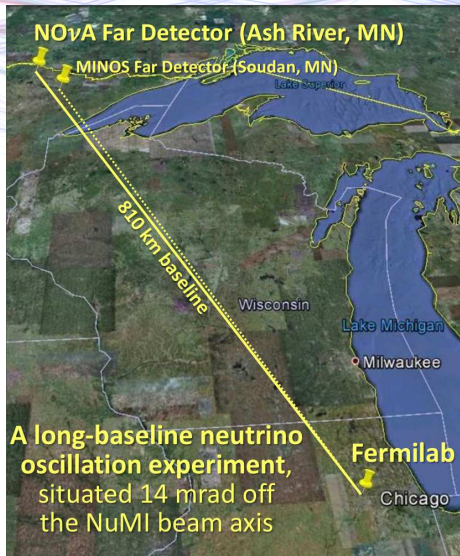 NOνA Far Detector (Ash River, MN)
MINOS Far Detector (Soudan, MN)
Lake Superior
810 km baseline
Wisconsin
Lake Michigan
Milwaukee
A long-baseline neutrino
oscillation experiment,
situated 14 mrad off
the NuMI beam axis
Fermilab
Chicago